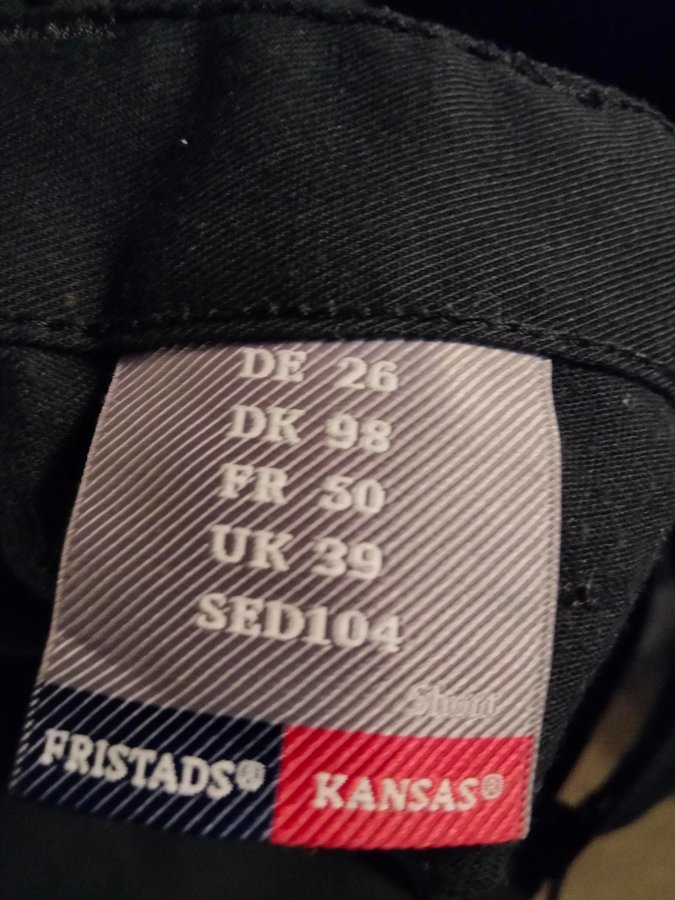 DE 26
DK 98
FR 50
UK 39
SED104
Short
FRISTADS® KANSAS®